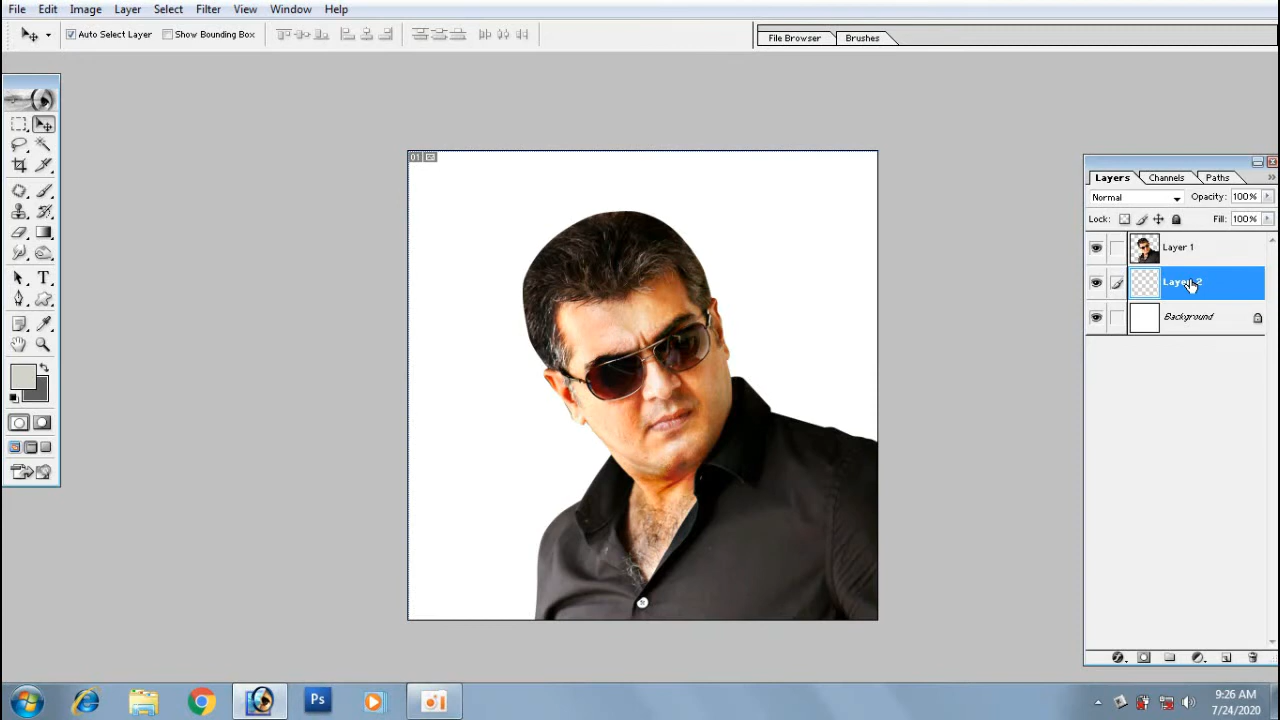 File Edit Image Layer Select Filter View Window Help
Auto Select Layer Show Bounding Box File Browser Brushes
01
Layers Channels Paths
Normal Opacity: 100%
Lock: Fill: 100%
Layer 1
Layer 2
Background
T
Ps
9:26 AM
7/24/2020